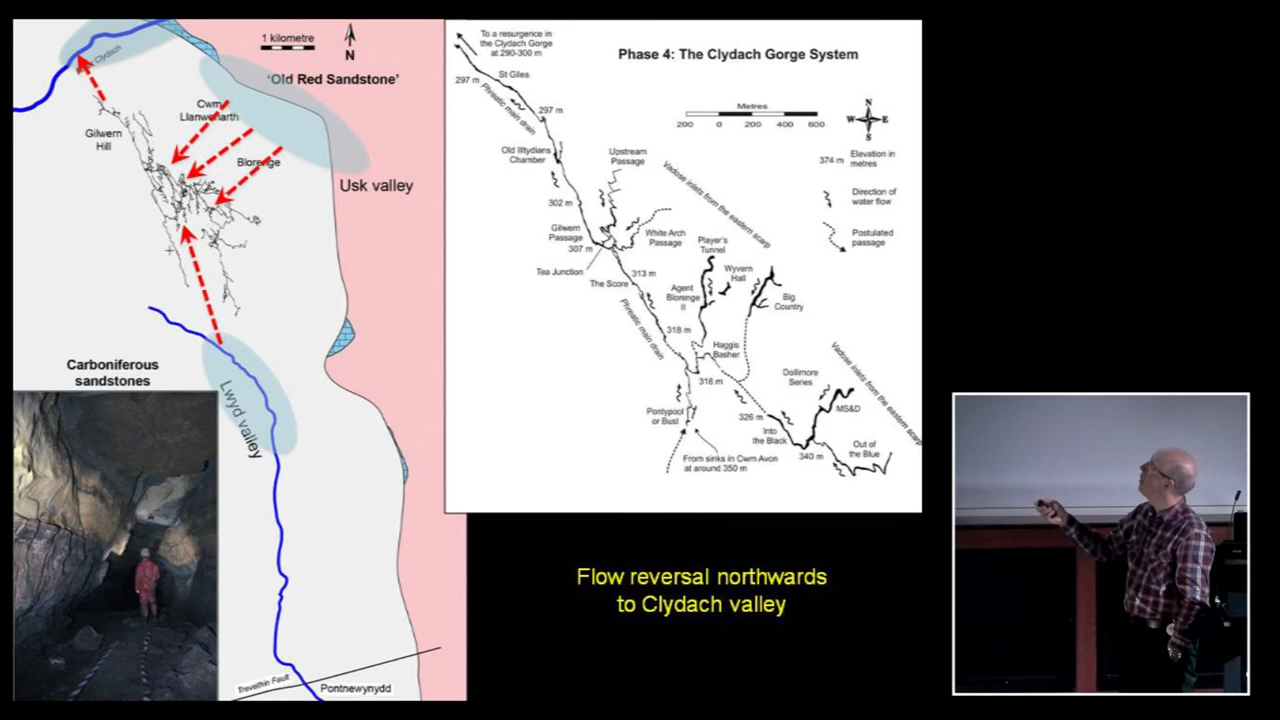 Clydach
1 kilometre
N
'Old Red Sandstone'
Cwm
Llanwenarth
Gilwern
Hill
Blorenge
Usk valley
Carboniferous
sandstones
Lwyd valley
Trevethin Fault
Pontnewynydd
To a resurgence in
the Clydach Gorge
at 290-300 m
Phase 4: The Clydach Gorge System
St Giles
297 m
Phreatic main drain
297 m
Metres
200 0 200 400 600
N
W E
S
374 m
Elevation in
metres
Direction of
water flow
Postulated
passage
Old Illtydians
Chamber
Upstream
Passage
Vadose inlets from the eastern scarp
302 m
Gilwern
Passage
307 m
White Arch
Passage
Player's
Tunnel
Tea Junction
The Score
313 m
Wyvern
Hall
Agent
Blorenge
II
Big
Country
Phreatic main drain
318 m
Haggis
Basher
318 m
Vadose inlets from the eastern scarp
Dollimore
Series
Pontypool
or Bust
326 m
MS&D
Into
the Black
340 m
Out of
the Blue
From sinks in Cwm Avon
at around 350 m
Flow reversal northwards
to Clydach valley